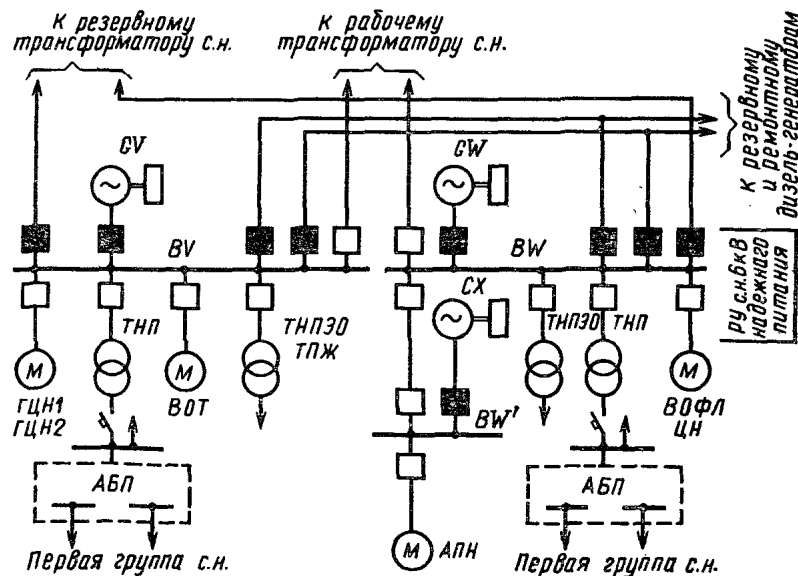 К резервному
трансформатору с.н.
К рабочему
трансформатору с.н.
К резервному
и ремонтному
дизель-генераторам
GV
GW
BV
BW
GX
РУ с.н. 6кВ
надежного
питания
ТНП
ТНПЭО
ТПЖ
ТНПЭО
ТНП
М
ГЦН1
ГЦН2
М
ВОТ
BW'
М
ВОФЛ
ЦН
АБП
АБП
М
АПН
Первая группа с.н.
Первая группа с.н.